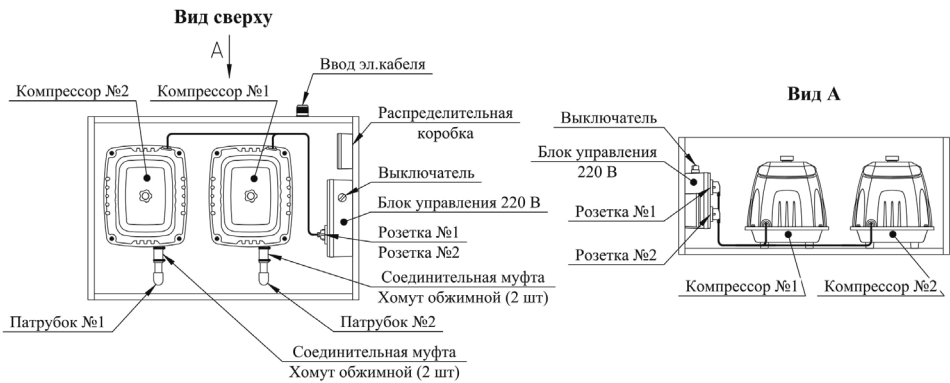 Вид сверху
А
Ввод эл.кабеля
Компрессор №2
Компрессор №1
Распределительная
коробка
Выключатель
Блок управления 220 В
Розетка №1
Розетка №2
Соединительная муфта
Хомут обжимной (2 шт)
Патрубок №1
Патрубок №2
Соединительная муфта
Хомут обжимной (2 шт)
Вид А
Выключатель
Блок управления
220 В
Розетка №1
Розетка №2
Компрессор №1
Компрессор №2